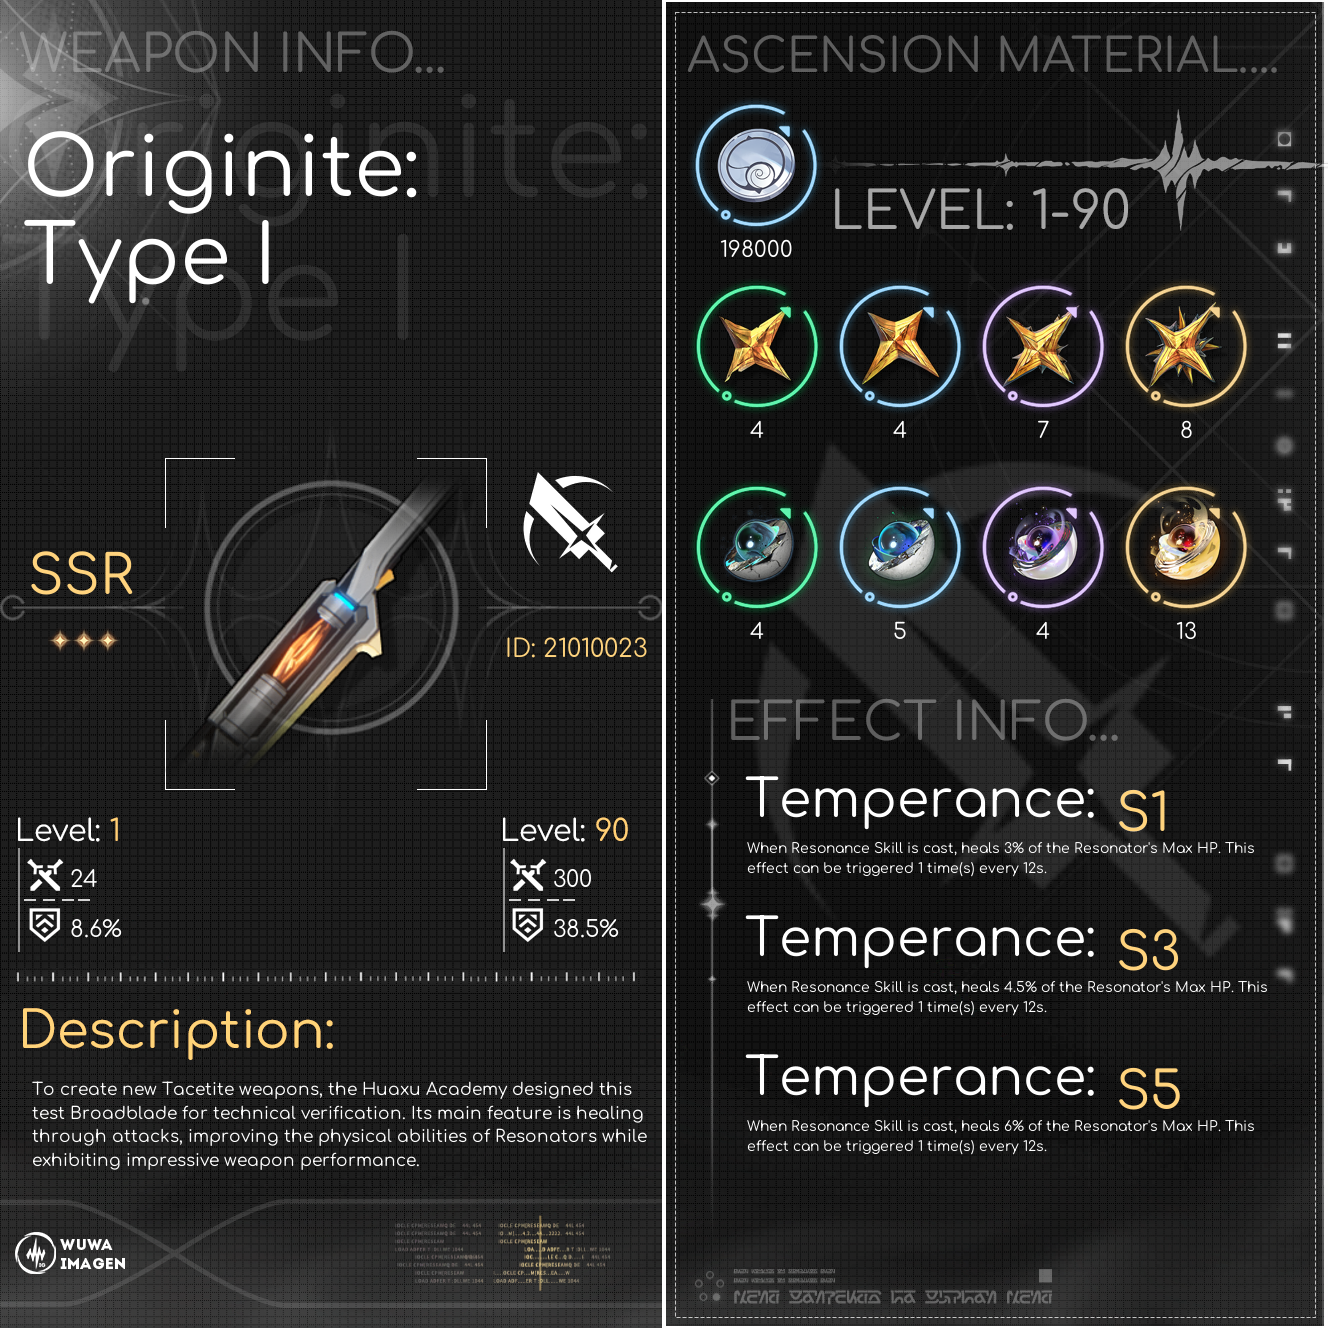 WEAPON INFO...
Originite:
Type I
SSR
ID: 21010023
Level: 1
24
8.6%
Level: 90
300
38.5%
Description:
To create new Tacetite weapons, the Huaxu Academy designed this
test Broadblade for technical verification. Its main feature is healing
through attacks, improving the physical abilities of Resonators while
exhibiting impressive weapon performance.
WUWA
IMAGEN
ASCENSION MATERIAL....
LEVEL: 1-90
198000
4
4
7
8
4
5
4
13
EFFECT INFO...
Temperance: S1
When Resonance Skill is cast, heals 3% of the Resonator's Max HP. This
effect can be triggered 1 time(s) every 12s.
Temperance: S3
When Resonance Skill is cast, heals 4.5% of the Resonator's Max HP. This
effect can be triggered 1 time(s) every 12s.
Temperance: S5
When Resonance Skill is cast, heals 6% of the Resonator's Max HP. This
effect can be triggered 1 time(s) every 12s.